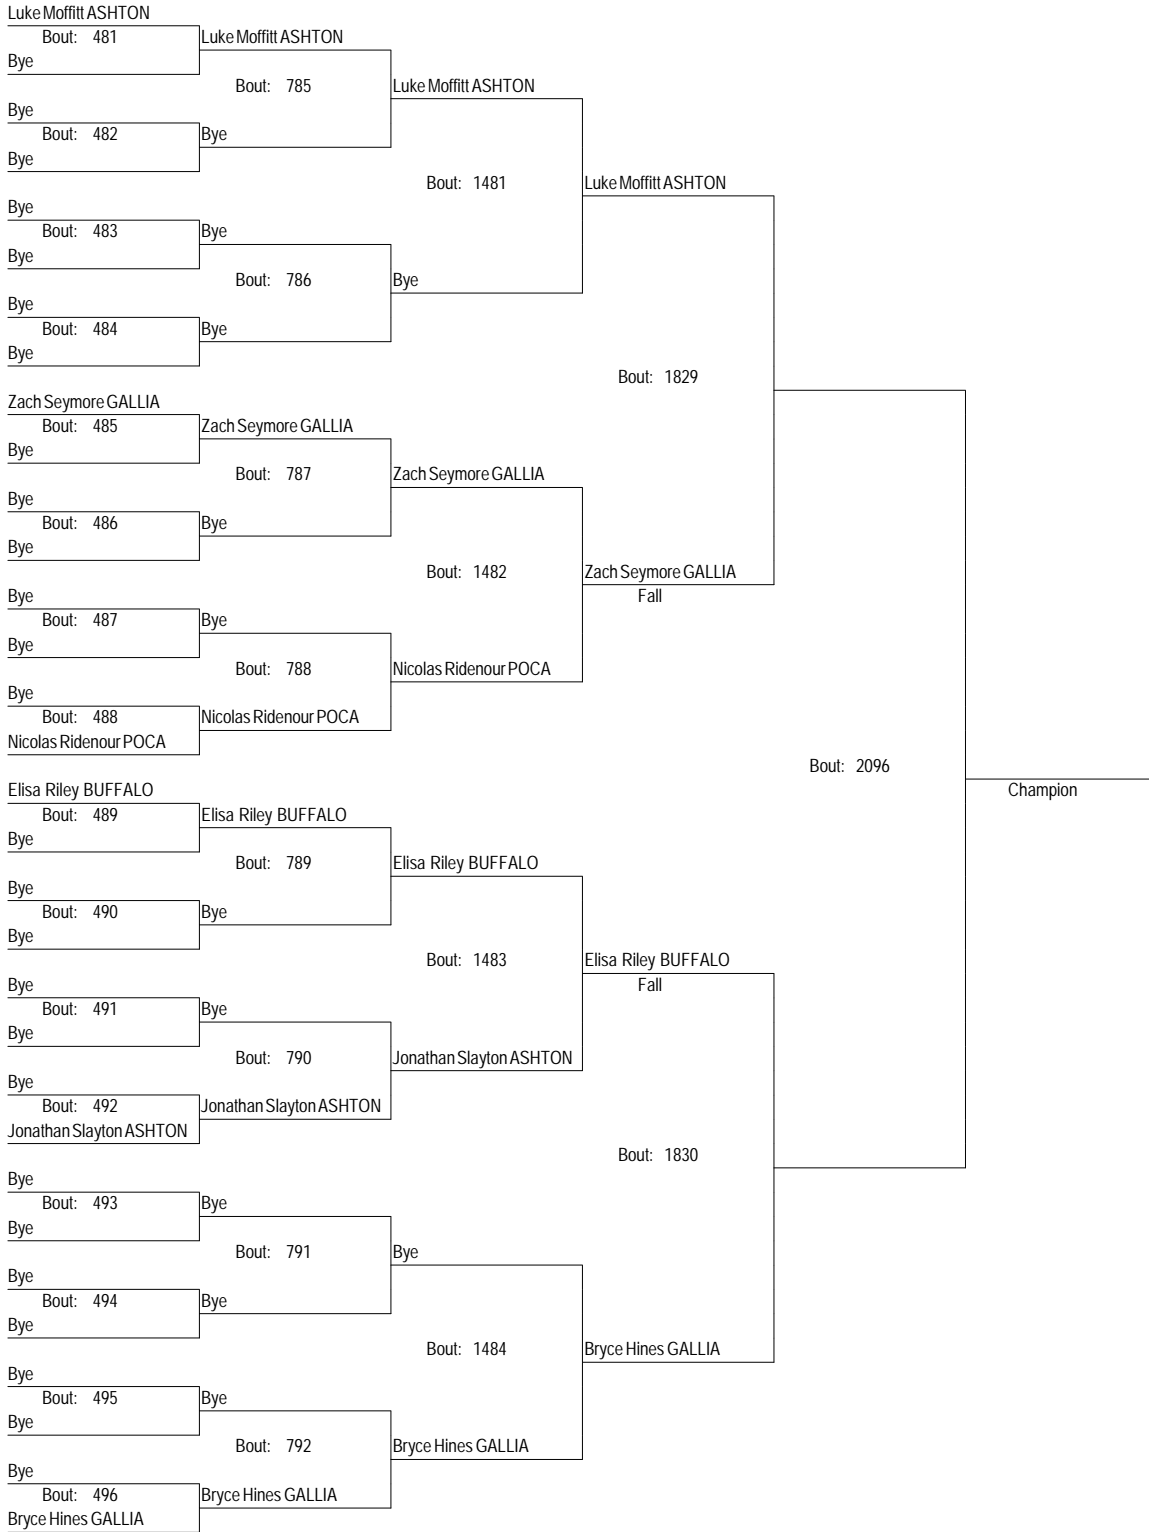 Luke Moffitt ASHTON
Bout: 481 Luke Moffitt ASHTON
Bye
Bout: 785 Luke Moffitt ASHTON
Bye
Bout: 482 Bye
Bye
Bout: 1481 Luke Moffitt ASHTON
Bye
Bout: 483 Bye
Bye
Bout: 786 Bye
Bye
Bout: 484 Bye
Bye
Bout: 1829
Zach Seymore GALLIA
Bout: 485 Zach Seymore GALLIA
Bye
Bout: 787 Zach Seymore GALLIA
Bye
Bout: 486 Bye
Bye
Bout: 1482 Zach Seymore GALLIA
Bye Fall
Bout: 487 Bye
Bye
Bout: 788 Nicolas Ridenour POCA
Bye
Bout: 488 Nicolas Ridenour POCA
Nicolas Ridenour POCA
Bout: 2096
Elisa Riley BUFFALO Champion
Bout: 489 Elisa Riley BUFFALO
Bye
Bout: 789 Elisa Riley BUFFALO
Bye
Bout: 490 Bye
Bye
Bout: 1483 Elisa Riley BUFFALO
Bye Fall
Bout: 491 Bye
Bye
Bout: 790 Jonathan Slayton ASHTON
Bye
Bout: 492 Jonathan Slayton ASHTON
Jonathan Slayton ASHTON
Bout: 1830
Bye
Bout: 493 Bye
Bye
Bout: 791 Bye
Bye
Bout: 494 Bye
Bye
Bout: 1484 Bryce Hines GALLIA
Bye
Bout: 495 Bye
Bye
Bout: 792 Bryce Hines GALLIA
Bye
Bout: 496 Bryce Hines GALLIA
Bryce Hines GALLIA